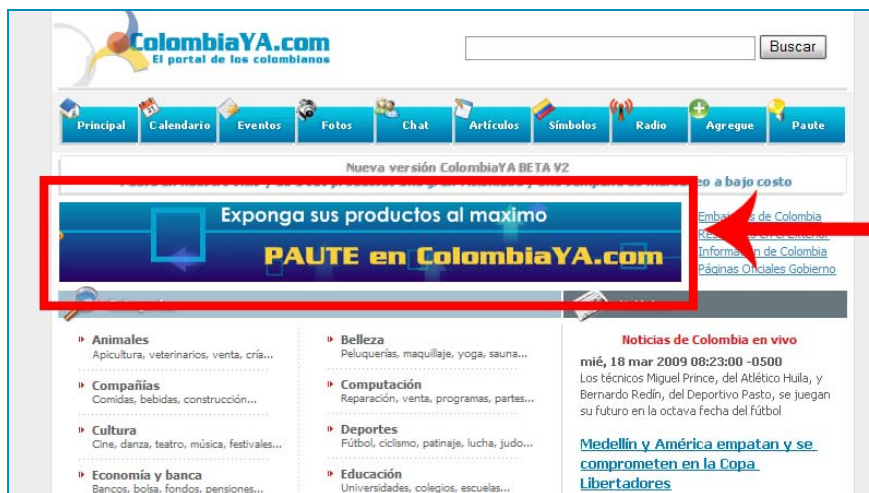 ColombiaYA.com
El portal de los colombianos
Buscar
Principal
Calendario
Eventos
Fotos
Chat
Artículos
Símbolos
Radio
Agregue
Paute
Nueva versión ColombiaYA BETA V2
a bajo costo
Exponga sus productos al maximo
PAUTE en ColombiaYA.com
de Colombia
Información de Colombia
Páginas Oficiales Gobierno
Animales
Apicultura, veterinarios, venta, cría...
Compañías
Comidas, bebidas, construcción...
Cultura
Cine, danza, teatro, música, festivales...
Economía y banca
Bancos, bolsa, fondos, pensiones...
Belleza
Peluquerías, maquillaje, yoga, sauna...
Computación
Reparación, venta, programas, partes...
Deportes
Fútbol, ciclismo, patinaje, lucha, judo...
Educación
Universidades, colegios, escuelas...
Noticias de Colombia en vivo
mié, 18 mar 2009 08:23:00 -0500
Los técnicos Miguel Prince, del Atlético Huila, y
Bernardo Redín, del Deportivo Pasto, se juegan
su futuro en la octava fecha del fútbol
Medellín y América empatan y se
comprometen en la Copa
Libertadores